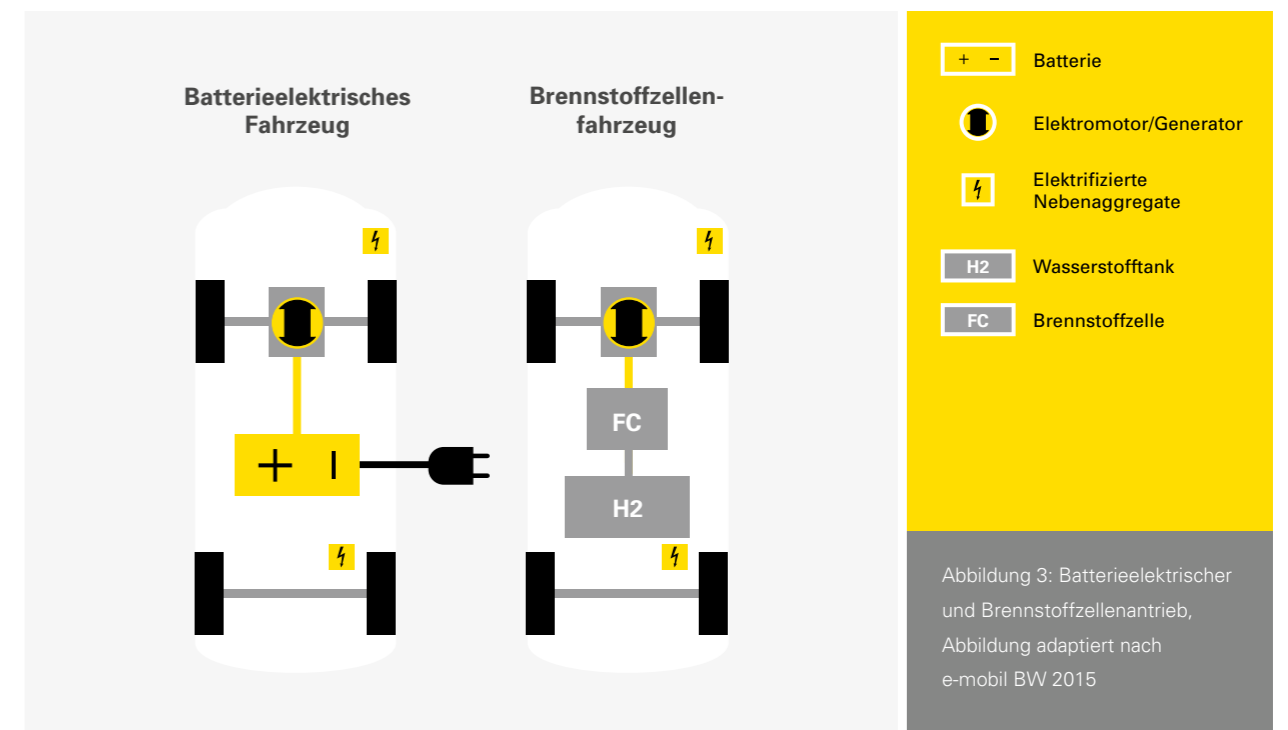 Batterieelektrisches
Fahrzeug
Brennstoffzellen-
fahrzeug
FC
H2
+ -
Batterie
Elektromotor/Generator
Elektrifizierte
Nebenaggregate
H2
Wasserstofftank
FC
Brennstoffzelle
Abbildung 3: Batterieelektrischer
und Brennstoffzellenantrieb,
Abbildung adaptiert nach
e-mobil BW 2015